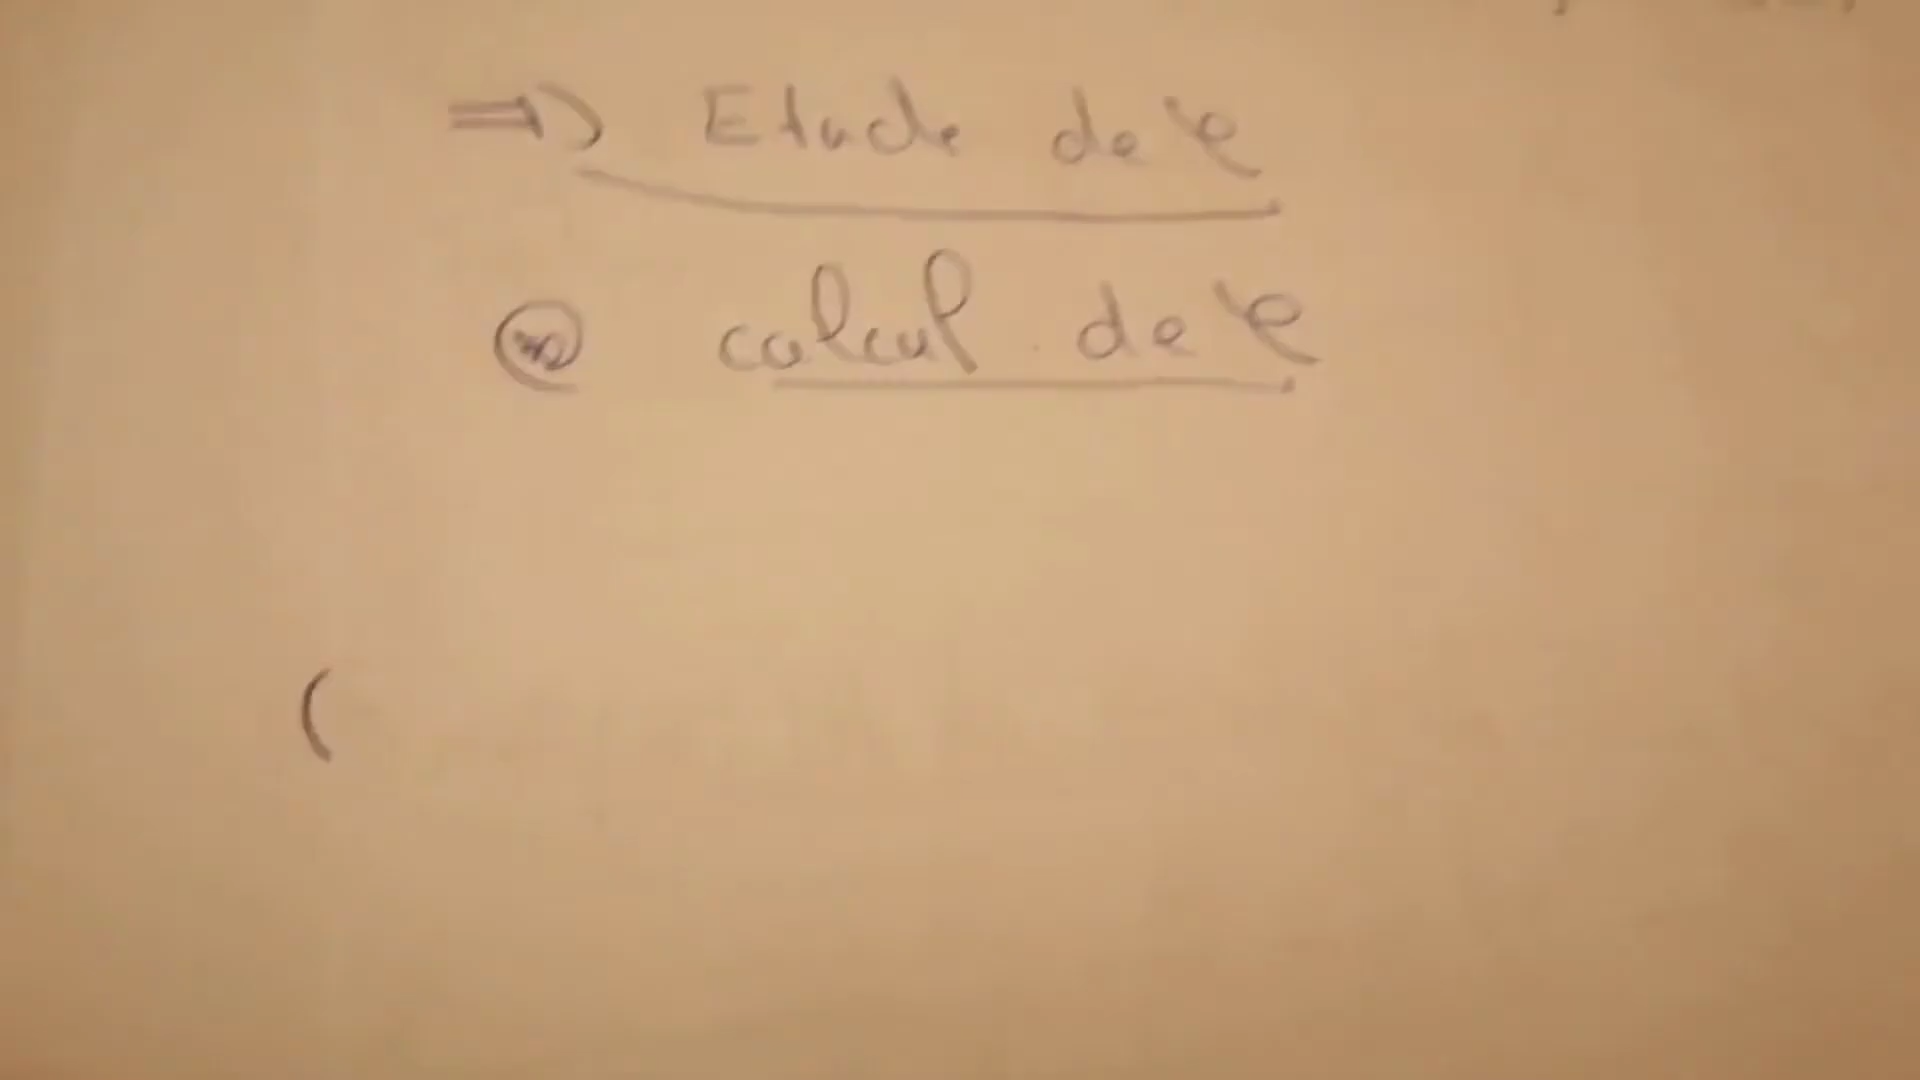 ⇒) Etude de φ
calcul de φ
(